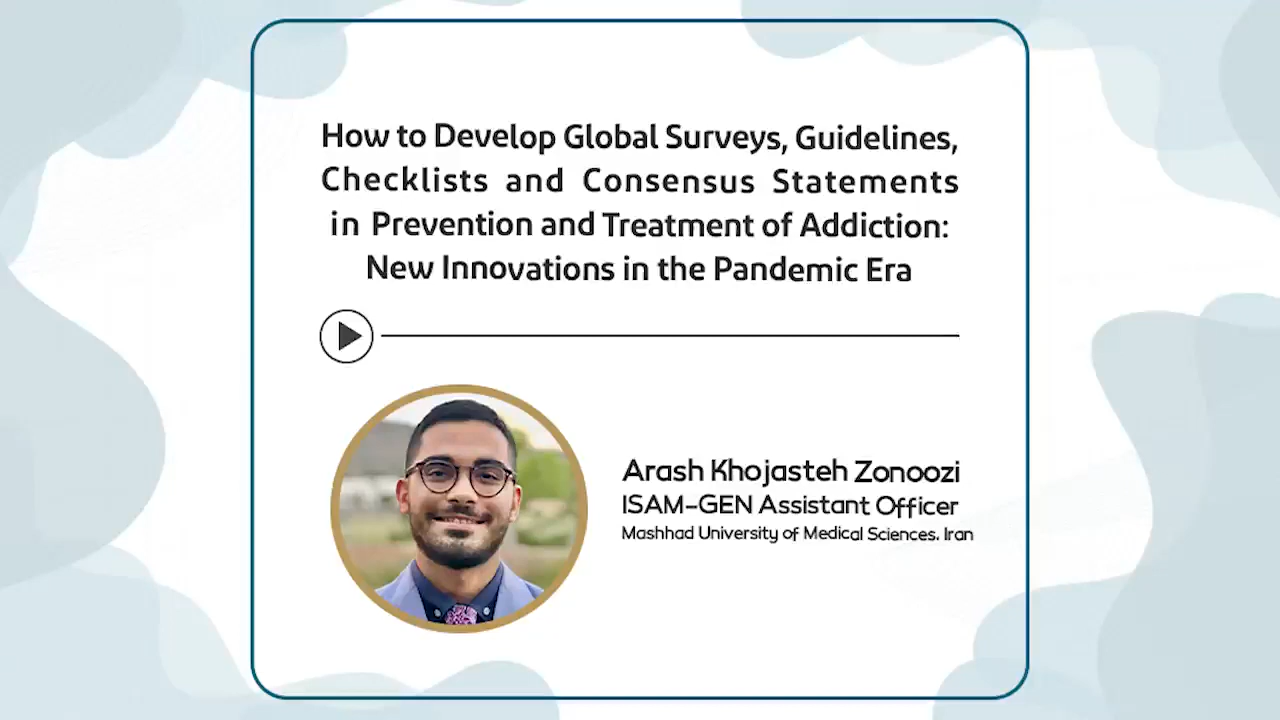 How to Develop Global Surveys, Guidelines,
Checklists and Consensus Statements
in Prevention and Treatment of Addiction:
New Innovations in the Pandemic Era
Arash Khojasteh Zonoozi
ISAM-GEN Assistant Officer
Mashhad University of Medical Sciences. Iran